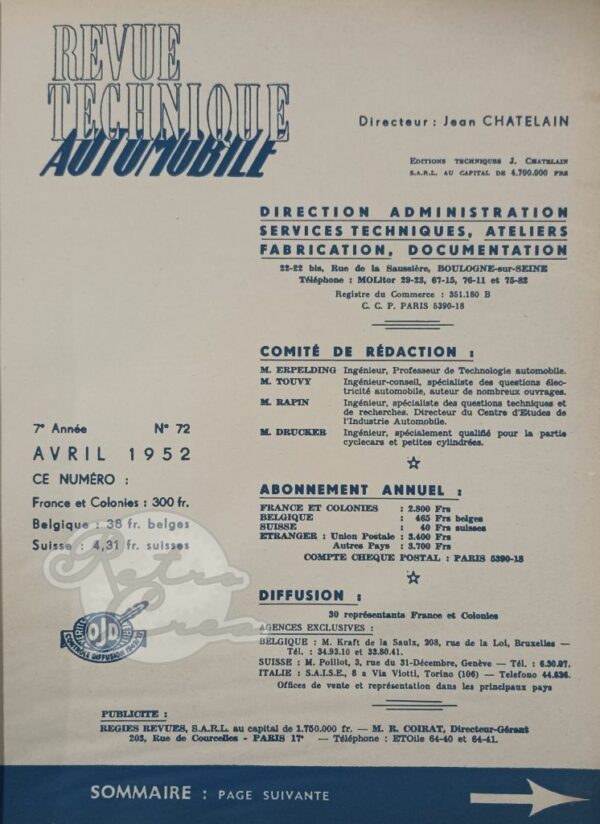 REVUE
TECHNIQUE
AUTOMOBILE
Directeur : Jean CHATELAIN
EDITIONS TECHNIQUES J. CHATELAIN
S.A.R.L. AU CAPITAL DE 4.700.000 FRS
DIRECTION ADMINISTRATION
SERVICES TECHNIQUES, ATELIERS
FABRICATION, DOCUMENTATION
22-22 bis, Rue de la Saussière, BOULOGNE-sur-SEINE
Téléphone : MOLitor 29-23, 67-15, 76-11 et 75-82
Registre du Commerce : 351.180 B
C. C. P. PARIS 5390-18
COMITÉ DE RÉDACTION :
M. ERPELDING Ingénieur, Professeur de Technologie automobile.
M. TOUVY Ingénieur-conseil, spécialiste des questions élec-
tricité automobile, auteur de nombreux ouvrages.
M. RAPIN Ingénieur, spécialiste des questions techniques et
de recherches. Directeur du Centre d'Etudes de
l'Industrie Automobile.
M. DRUCKER Ingénieur, spécialement qualifié pour la partie
cyclecars et petites cylindrées.
7e Année N° 72
AVRIL 1952
CE NUMÉRO :
France et Colonies : 300 fr.
Belgique : 38 fr. belges
Suisse : 4,31 fr. suisses
ABONNEMENT ANNUEL :
FRANCE ET COLONIES : 2.800 Frs
BELGIQUE : 465 Frs belges
SUISSE : 40 Frs suisses
ETRANGER : Union Postale : 3.400 Frs
Autres Pays : 3.700 Frs
COMPTE CHEQUE POSTAL : PARIS 5390-18
Retro
Crea
OJD
DIFFUSION :
30 représentants France et Colonies
AGENCES EXCLUSIVES :
BELGIQUE : M. Kraft de la Saulx, 208, rue de la Loi, Bruxelles —
Tél. : 34.93.10 et 33.80.41.
SUISSE : M. Poillot, 3, rue du 31-Décembre, Genève — Tél. : 6.30.07.
ITALIE : S.A.I.S.E., 8 a Via Viotti, Torino (106) — Telefono 44.636.
Offices de vente et représentation dans les principaux pays
PUBLICITE :
REGIES REVUES, S.A.R.L. au capital de 1.750.000 fr. — M. R. COIRAT, Directeur-Gérant
203, Rue de Courcelles - PARIS 17e — Téléphone : ETOile 64-40 et 64-41.
SOMMAIRE : PAGE SUIVANTE